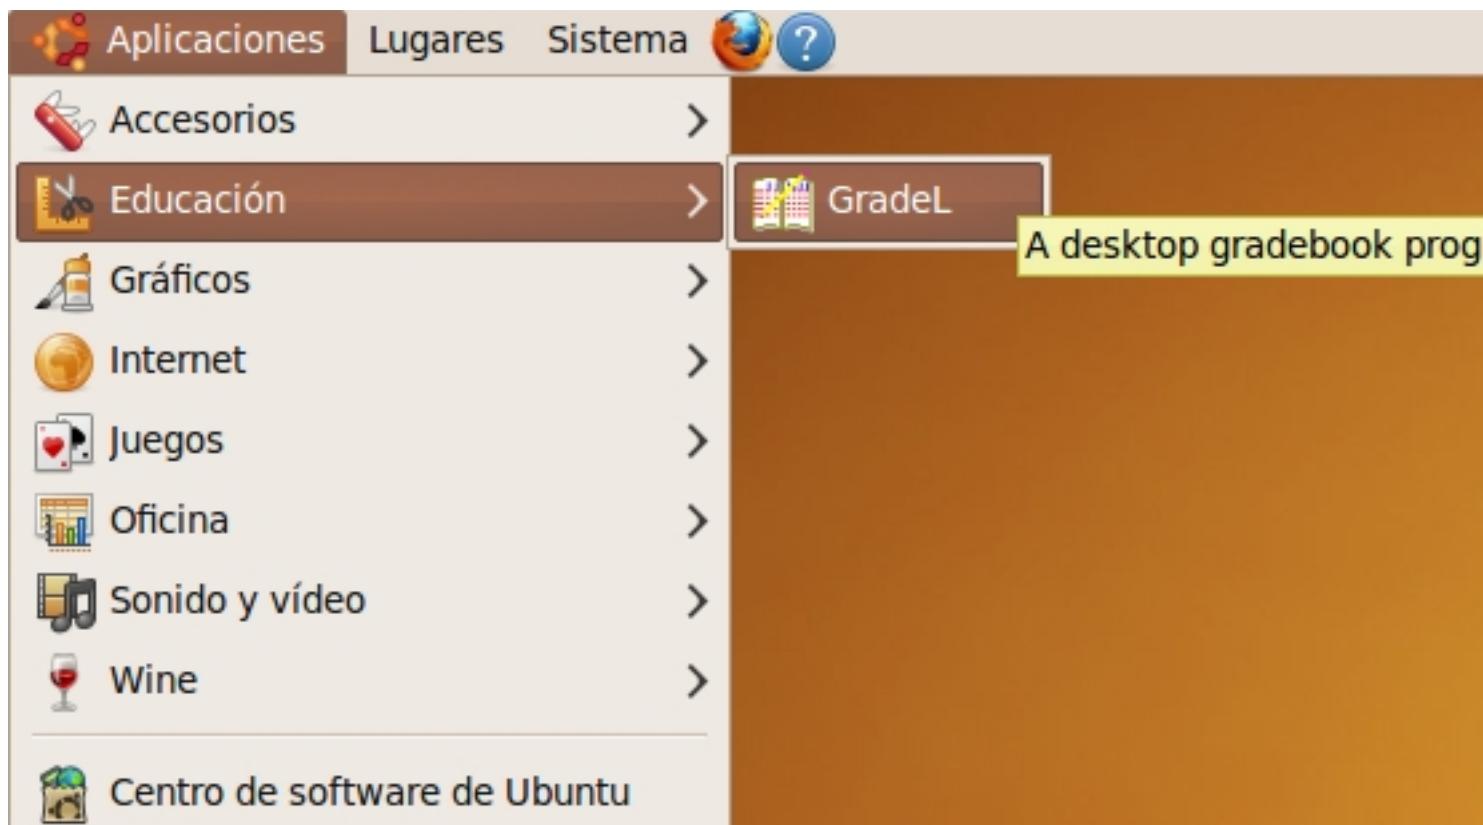 Aplicaciones Lugares Sistema ?
Accesorios
Educación
GradeL
A desktop gradebook prog
Gráficos
Internet
Juegos
Oficina
Sonido y vídeo
Wine
Centro de software de Ubuntu